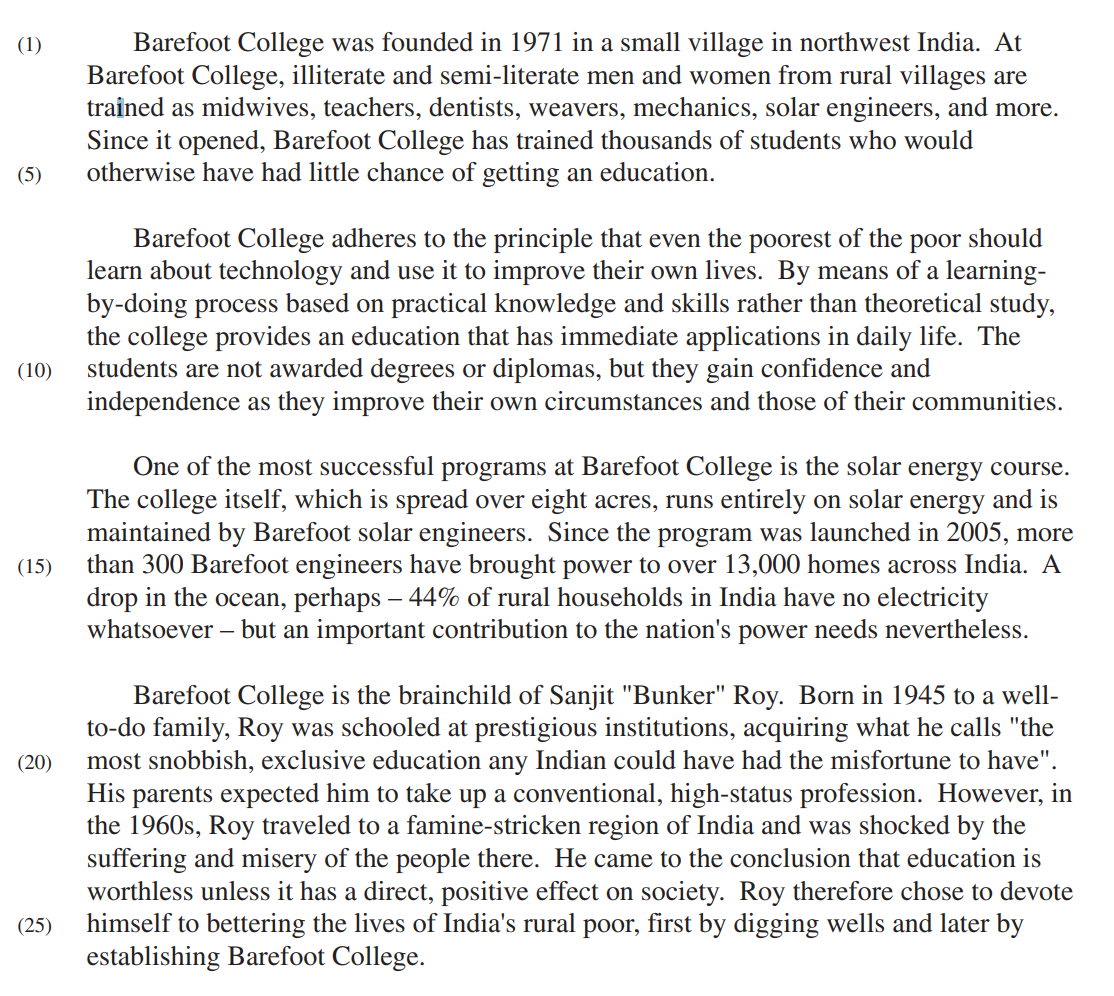 (1) Barefoot College was founded in 1971 in a small village in northwest India. At
Barefoot College, illiterate and semi-literate men and women from rural villages are
trained as midwives, teachers, dentists, weavers, mechanics, solar engineers, and more.
Since it opened, Barefoot College has trained thousands of students who would
(5) otherwise have had little chance of getting an education.
Barefoot College adheres to the principle that even the poorest of the poor should
learn about technology and use it to improve their own lives. By means of a learning-
by-doing process based on practical knowledge and skills rather than theoretical study,
the college provides an education that has immediate applications in daily life. The
(10) students are not awarded degrees or diplomas, but they gain confidence and
independence as they improve their own circumstances and those of their communities.
One of the most successful programs at Barefoot College is the solar energy course.
The college itself, which is spread over eight acres, runs entirely on solar energy and is
maintained by Barefoot solar engineers. Since the program was launched in 2005, more
(15) than 300 Barefoot engineers have brought power to over 13,000 homes across India. A
drop in the ocean, perhaps – 44% of rural households in India have no electricity
whatsoever – but an important contribution to the nation's power needs nevertheless.
Barefoot College is the brainchild of Sanjit "Bunker" Roy. Born in 1945 to a well-
to-do family, Roy was schooled at prestigious institutions, acquiring what he calls "the
(20) most snobbish, exclusive education any Indian could have had the misfortune to have".
His parents expected him to take up a conventional, high-status profession. However, in
the 1960s, Roy traveled to a famine-stricken region of India and was shocked by the
suffering and misery of the people there. He came to the conclusion that education is
worthless unless it has a direct, positive effect on society. Roy therefore chose to devote
(25) himself to bettering the lives of India's rural poor, first by digging wells and later by
establishing Barefoot College.